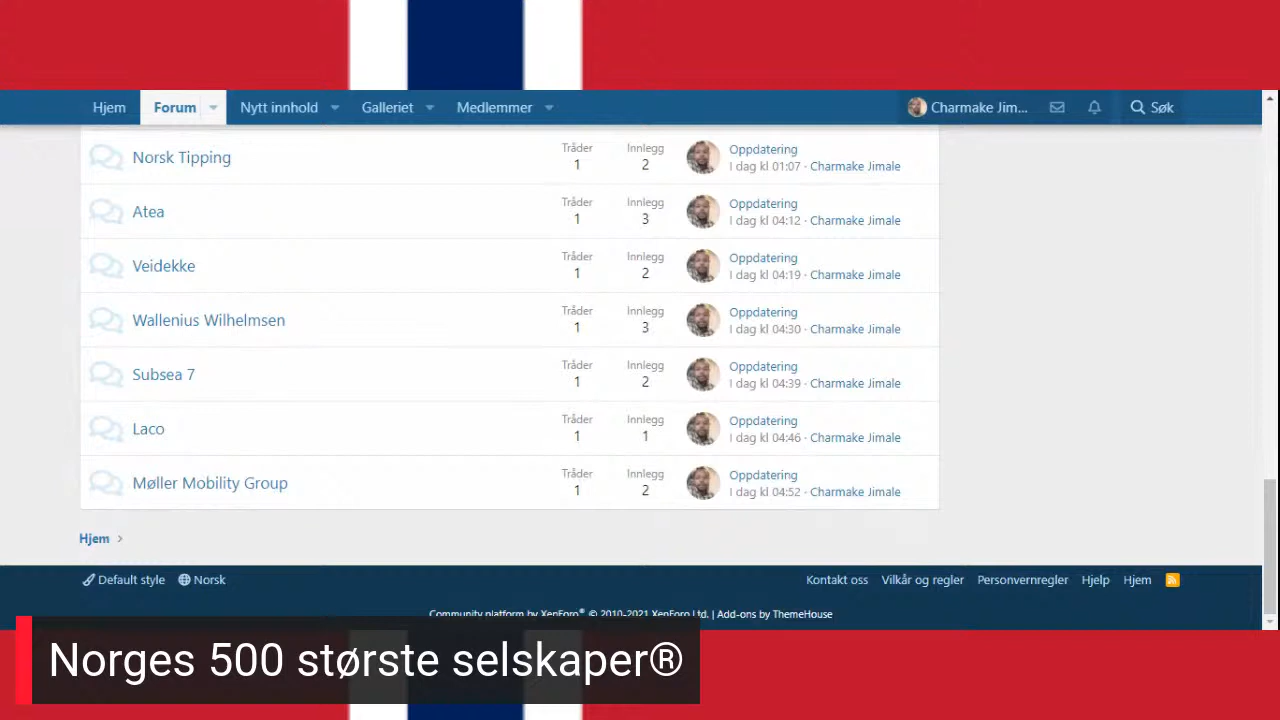 Hjem Forum Nytt innhold Galleriet Medlemmer Charmake Jim... Søk
Norsk Tipping Tråder 1 Innlegg 2 Oppdatering
I dag kl 01:07 · Charmake Jimale
Atea Tråder 1 Innlegg 3 Oppdatering
I dag kl 04:12 · Charmake Jimale
Veidekke Tråder 1 Innlegg 2 Oppdatering
I dag kl 04:19 · Charmake Jimale
Wallenius Wilhelmsen Tråder 1 Innlegg 3 Oppdatering
I dag kl 04:30 · Charmake Jimale
Subsea 7 Tråder 1 Innlegg 2 Oppdatering
I dag kl 04:39 · Charmake Jimale
Laco Tråder 1 Innlegg 1 Oppdatering
I dag kl 04:46 · Charmake Jimale
Møller Mobility Group Tråder 1 Innlegg 2 Oppdatering
I dag kl 04:52 · Charmake Jimale
Hjem
Default style Norsk Kontakt oss Vilkår og regler Personvernregler Hjelp Hjem
Community platform by XenForo® © 2010-2021 XenForo Ltd. | Add-ons by ThemeHouse
Norges 500 største selskaper®